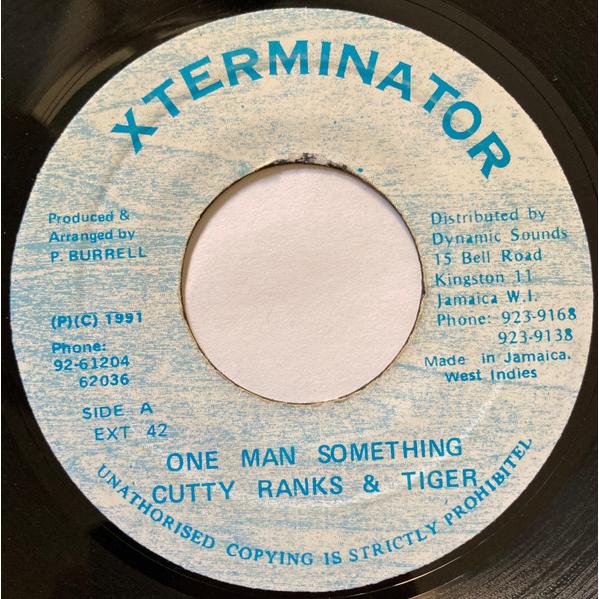 XTERMINATOR
Produced &
Arranged by
P. BURRELL
(P)(C) 1991
Phone:
92-61204
62036
SIDE A
EXT 42
Distributed by
Dynamic Sounds
15 Bell Road
Kingston 11
Jamaica W.I.
Phone: 923-9168
923-9138
Made in Jamaica.
West Indies
ONE MAN SOMETHING
CUTTY RANKS & TIGER
UNATHORISED COPYING IS STRICTLY PROHIBITEL